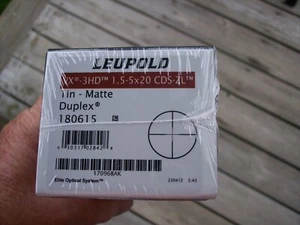 LEUPOLD
VX®-3HD™ 1.5-5x20 CDS-ZL™
1in - Matte
Duplex®
180615
170968AK
Elite Optical System™